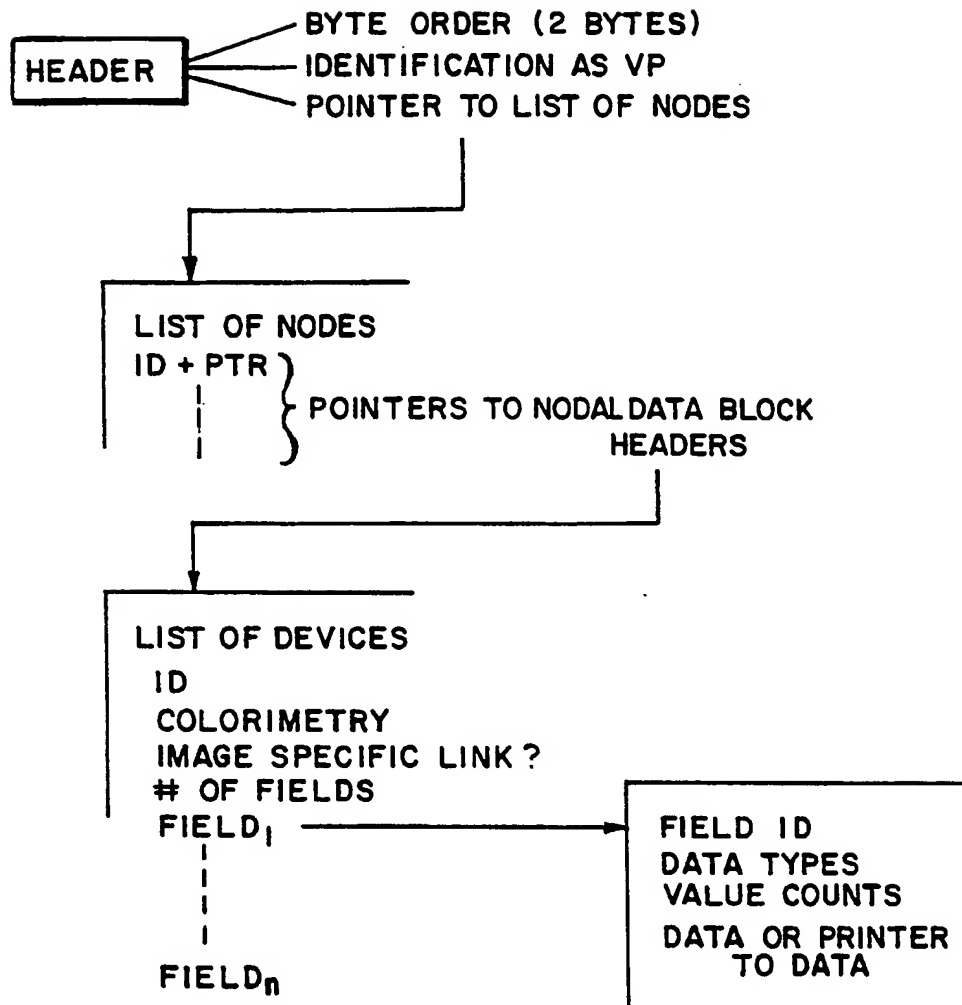 BYTE ORDER (2 BYTES)
HEADER
IDENTIFICATION AS VP
POINTER TO LIST OF NODES
LIST OF NODES
ID + PTR
POINTERS TO NODAL DATA BLOCK
HEADERS
LIST OF DEVICES
ID
COLORIMETRY
IMAGE SPECIFIC LINK?
# OF FIELDS
FIELD₁
FIELD ID
DATA TYPES
VALUE COUNTS
DATA OR PRINTER
TO DATA
FIELDₙ